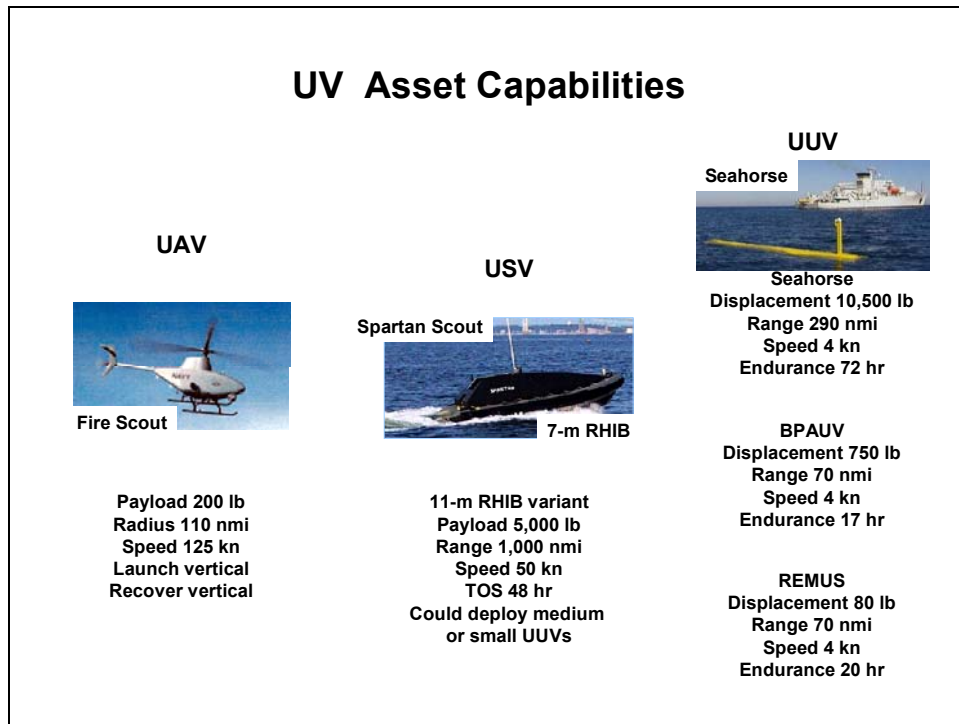 UV Asset Capabilities
UAV
Fire Scout
NAVY
Payload 200 lb
Radius 110 nmi
Speed 125 kn
Launch vertical
Recover vertical
USV
Spartan Scout
7-m RHIB
11-m RHIB variant
Payload 5,000 lb
Range 1,000 nmi
Speed 50 kn
TOS 48 hr
Could deploy medium
or small UUVs
UUV
Seahorse
Seahorse
Displacement 10,500 lb
Range 290 nmi
Speed 4 kn
Endurance 72 hr
BPAUV
Displacement 750 lb
Range 70 nmi
Speed 4 kn
Endurance 17 hr
REMUS
Displacement 80 lb
Range 70 nmi
Speed 4 kn
Endurance 20 hr